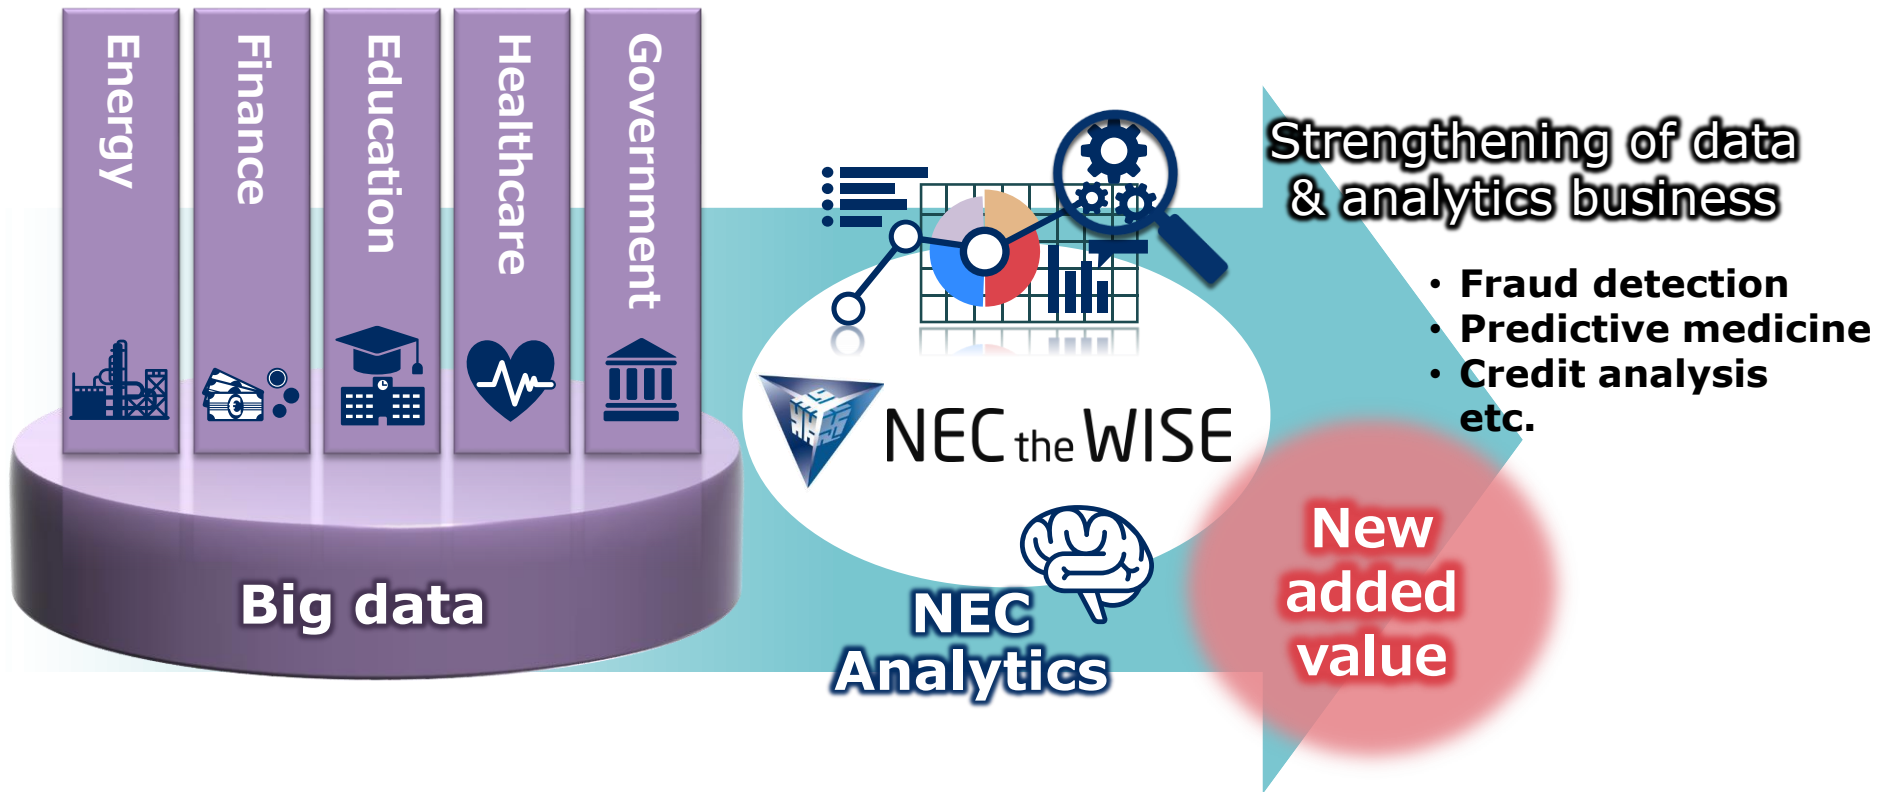 Energy
Finance
Education
Healthcare
Government
Big data
NEC the WISE
NEC
Analytics
Strengthening of data
& analytics business
• Fraud detection
• Predictive medicine
• Credit analysis
etc.
New
added
value